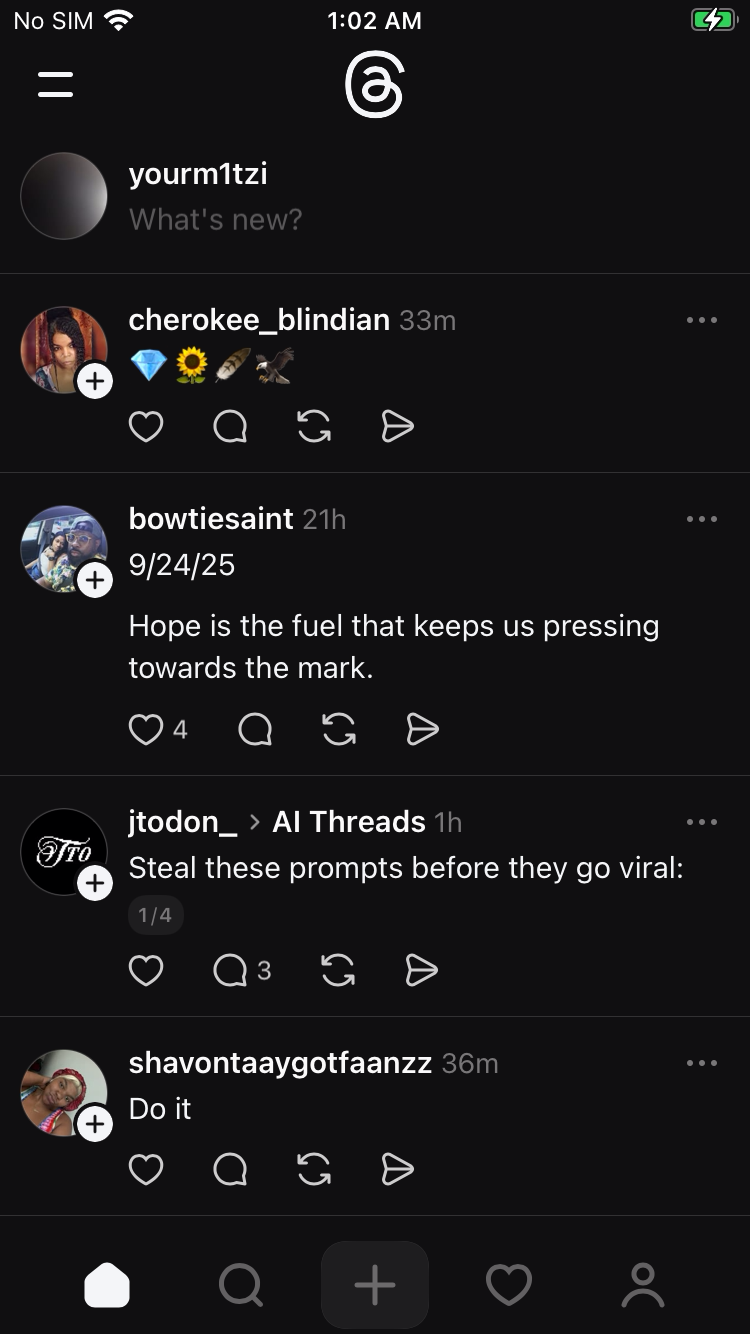 No SIM 1:02 AM
yourm1tzi
What's new?
cherokee_blindian 33m
💎🌻🪶🦅
bowtiesaint 21h
9/24/25
Hope is the fuel that keeps us pressing
towards the mark.
4
jtodon_ > AI Threads 1h
Steal these prompts before they go viral:
1/4
3
JTTO
shavontaaygotfaanzz 36m
Do it